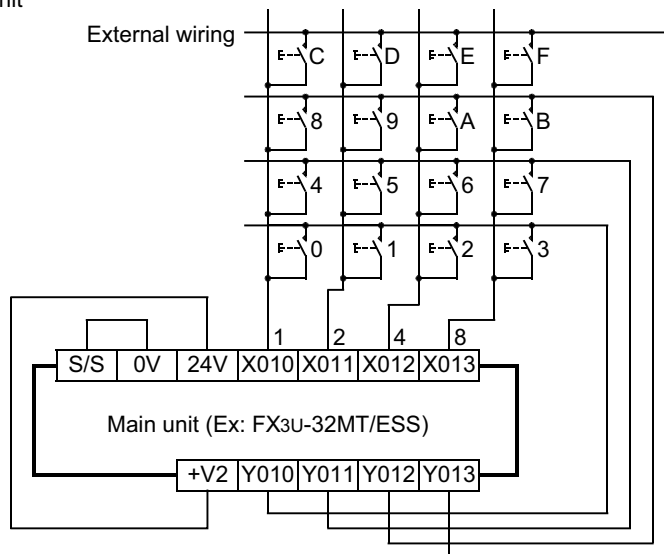 External wiring
C D E F
8 9 A B
4 5 6 7
0 1 2 3
1 2 4 8
S/S 0V 24V X010 X011 X012 X013
Main unit (Ex: FX3U-32MT/ESS)
+V2 Y010 Y011 Y012 Y013